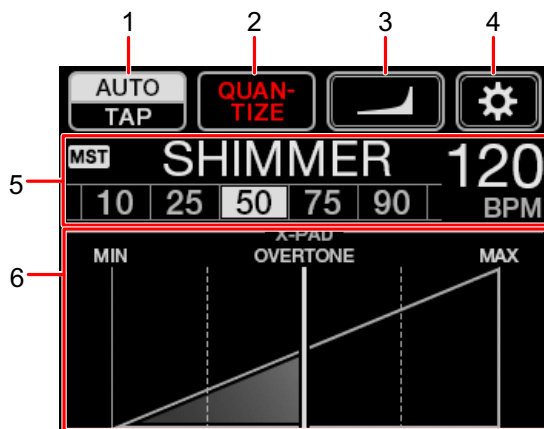 1 2 3 4
AUTO
TAP
QUAN-
TIZE
5
MST SHIMMER 120
10 25 50 75 90 BPM
6
X-PAD
MIN OVERTONE MAX